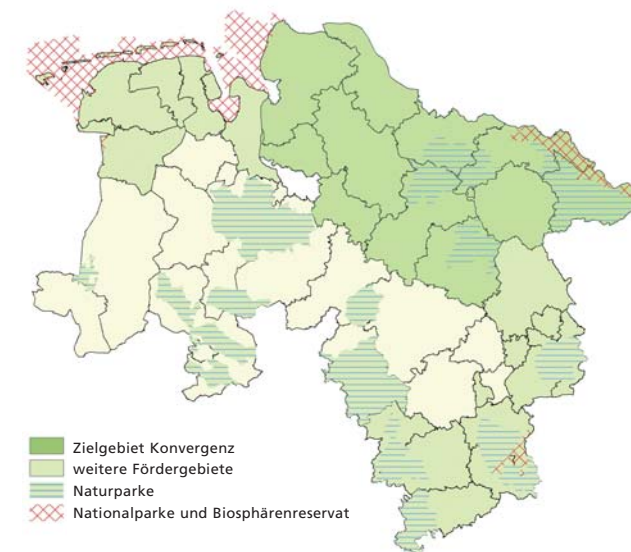 Zielgebiet Konvergenz
weitere Fördergebiete
Naturparke
Nationalparke und Biosphärenreservat